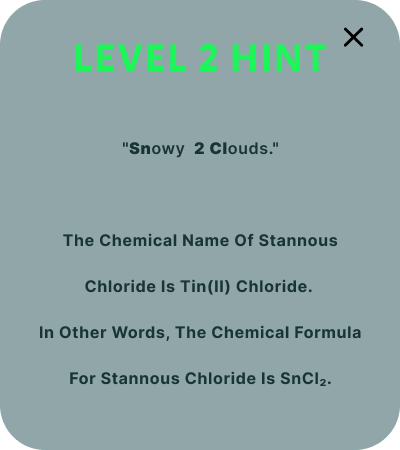 LEVEL 2 HINT
"Snowy 2 Clouds."
The Chemical Name Of Stannous
Chloride Is Tin(II) Chloride.
In Other Words, The Chemical Formula
For Stannous Chloride Is SnCl₂.